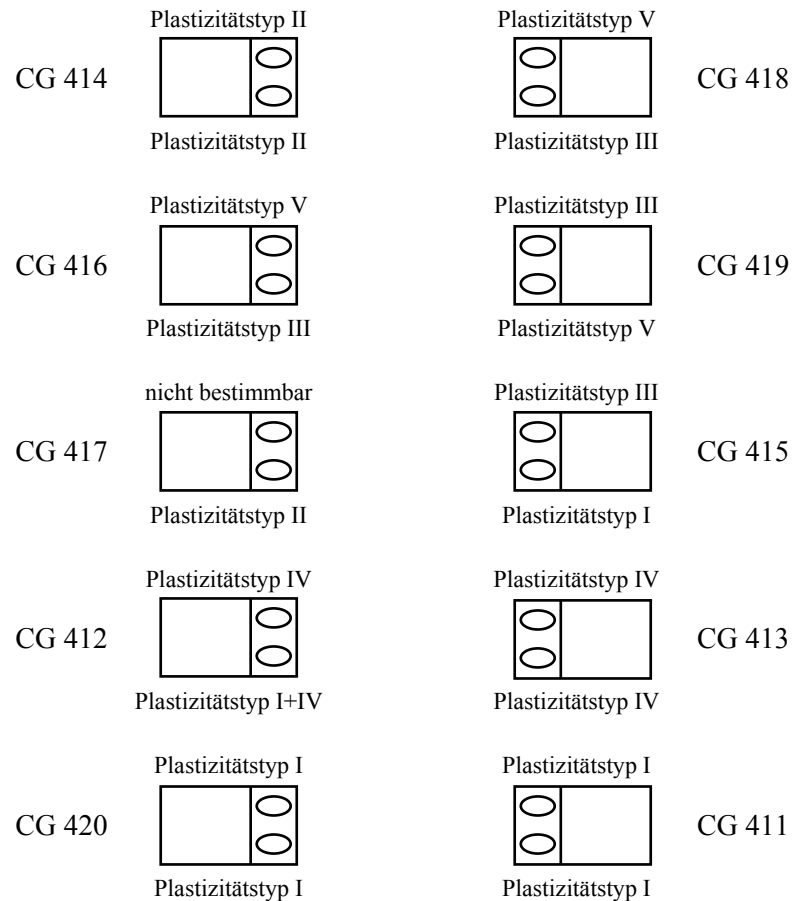 Plastizitätstyp II
CG 414
Plastizitätstyp II
Plastizitätstyp V
CG 418
Plastizitätstyp III
Plastizitätstyp V
CG 416
Plastizitätstyp III
Plastizitätstyp III
CG 419
Plastizitätstyp V
nicht bestimmbar
CG 417
Plastizitätstyp II
Plastizitätstyp III
CG 415
Plastizitätstyp I
Plastizitätstyp IV
CG 412
Plastizitätstyp I+IV
Plastizitätstyp IV
CG 413
Plastizitätstyp IV
Plastizitätstyp I
CG 420
Plastizitätstyp I
Plastizitätstyp I
CG 411
Plastizitätstyp I